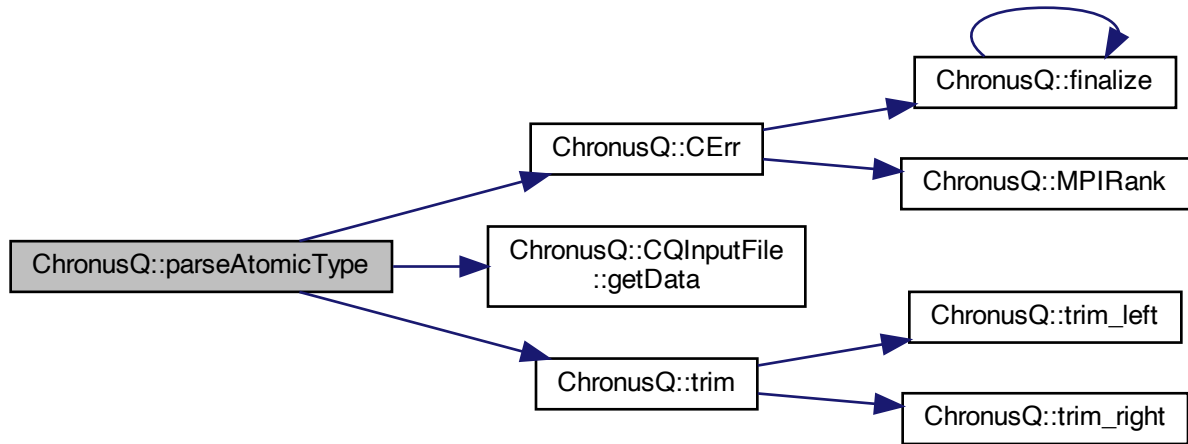 ChronusQ::finalize
ChronusQ::CErr
ChronusQ::MPIRank
ChronusQ::parseAtomicType
ChronusQ::CQInputFile
::getData
ChronusQ::trim_left
ChronusQ::trim
ChronusQ::trim_right